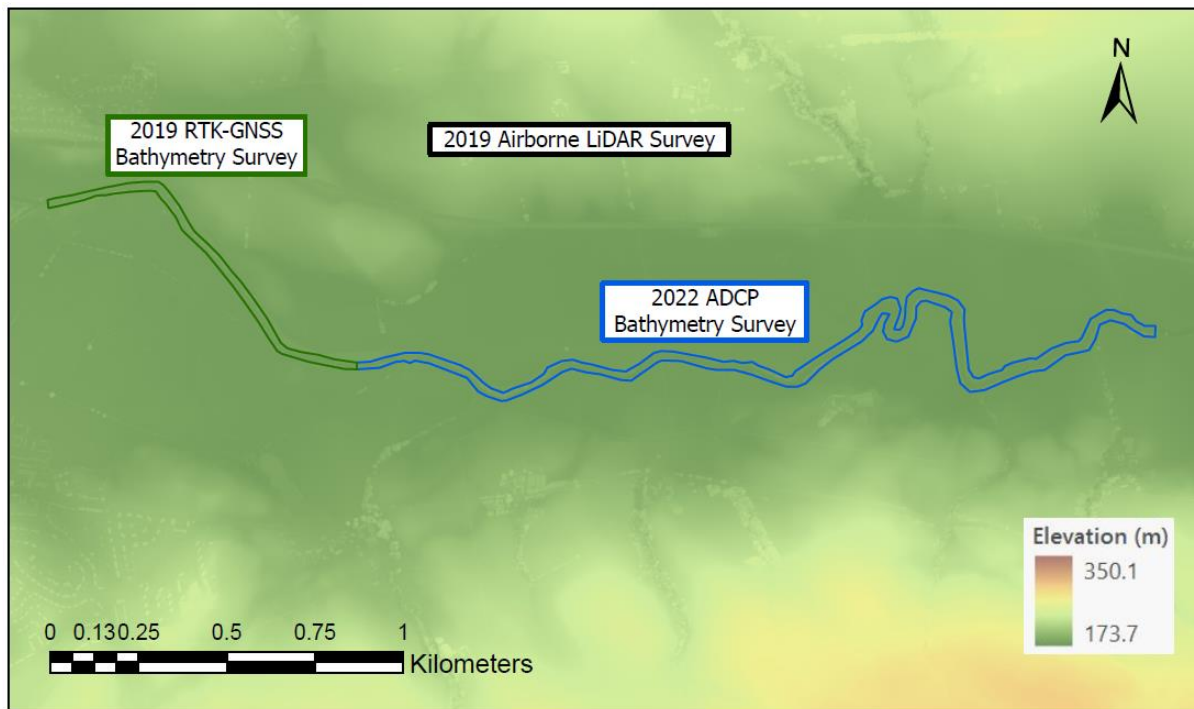 N
2019 RTK-GNSS
Bathymetry Survey
2019 Airborne LiDAR Survey
2022 ADCP
Bathymetry Survey
Elevation (m)
350.1
173.7
0 0.130.25 0.5 0.75 1
Kilometers